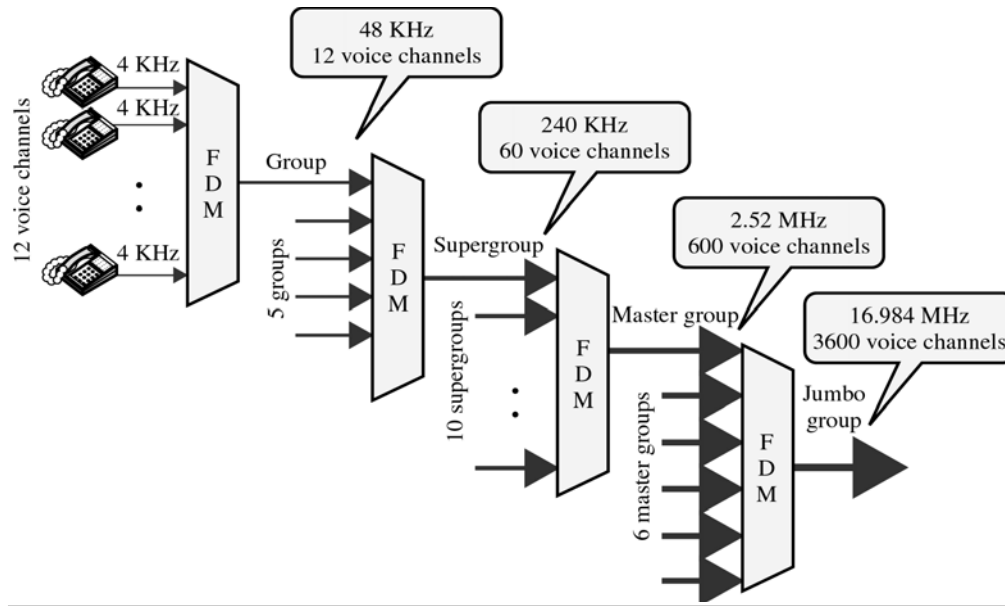 48 KHz
12 voice channels
4 KHz
4 KHz
4 KHz
12 voice channels
F
D
M
Group
240 KHz
60 voice channels
5 groups
F
D
M
Supergroup
2.52 MHz
600 voice channels
10 supergroups
F
D
M
Master group
16.984 MHz
3600 voice channels
6 master groups
F
D
M
Jumbo
group